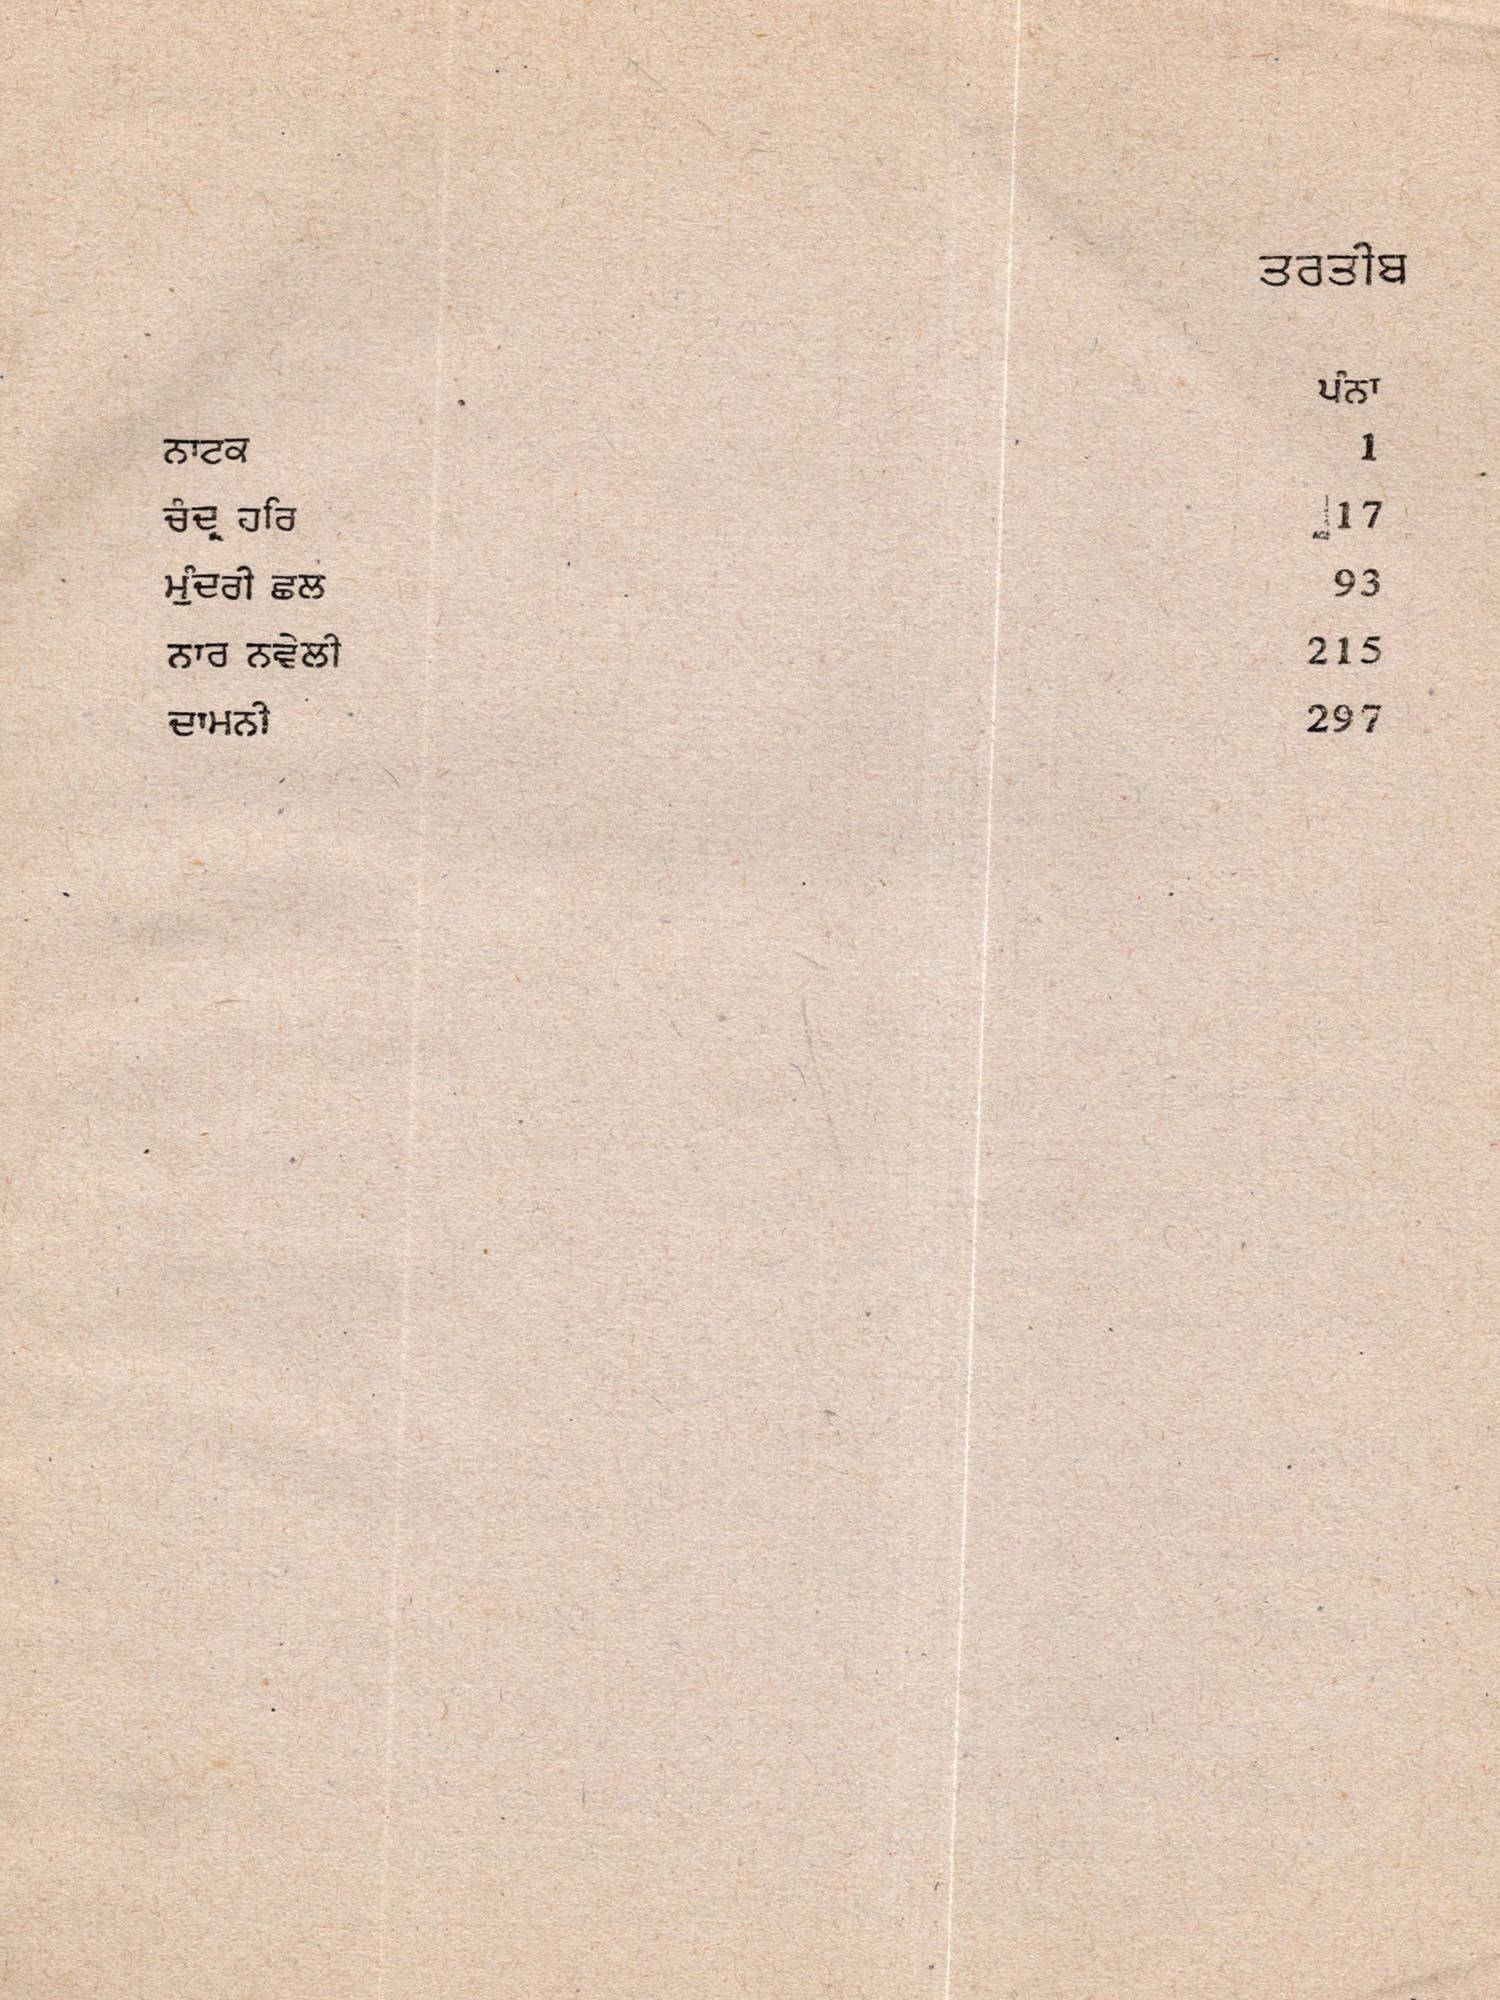 ਤਰਤੀਬ
ਪੰਨਾ
ਨਾਟਕ 1
ਚੰਦ੍ਰ ਹਰਿ 17
ਮੁੰਦਰੀ ਛਲ 93
ਨਾਰ ਨਵੇਲੀ 215
ਦਾਮਨੀ 297